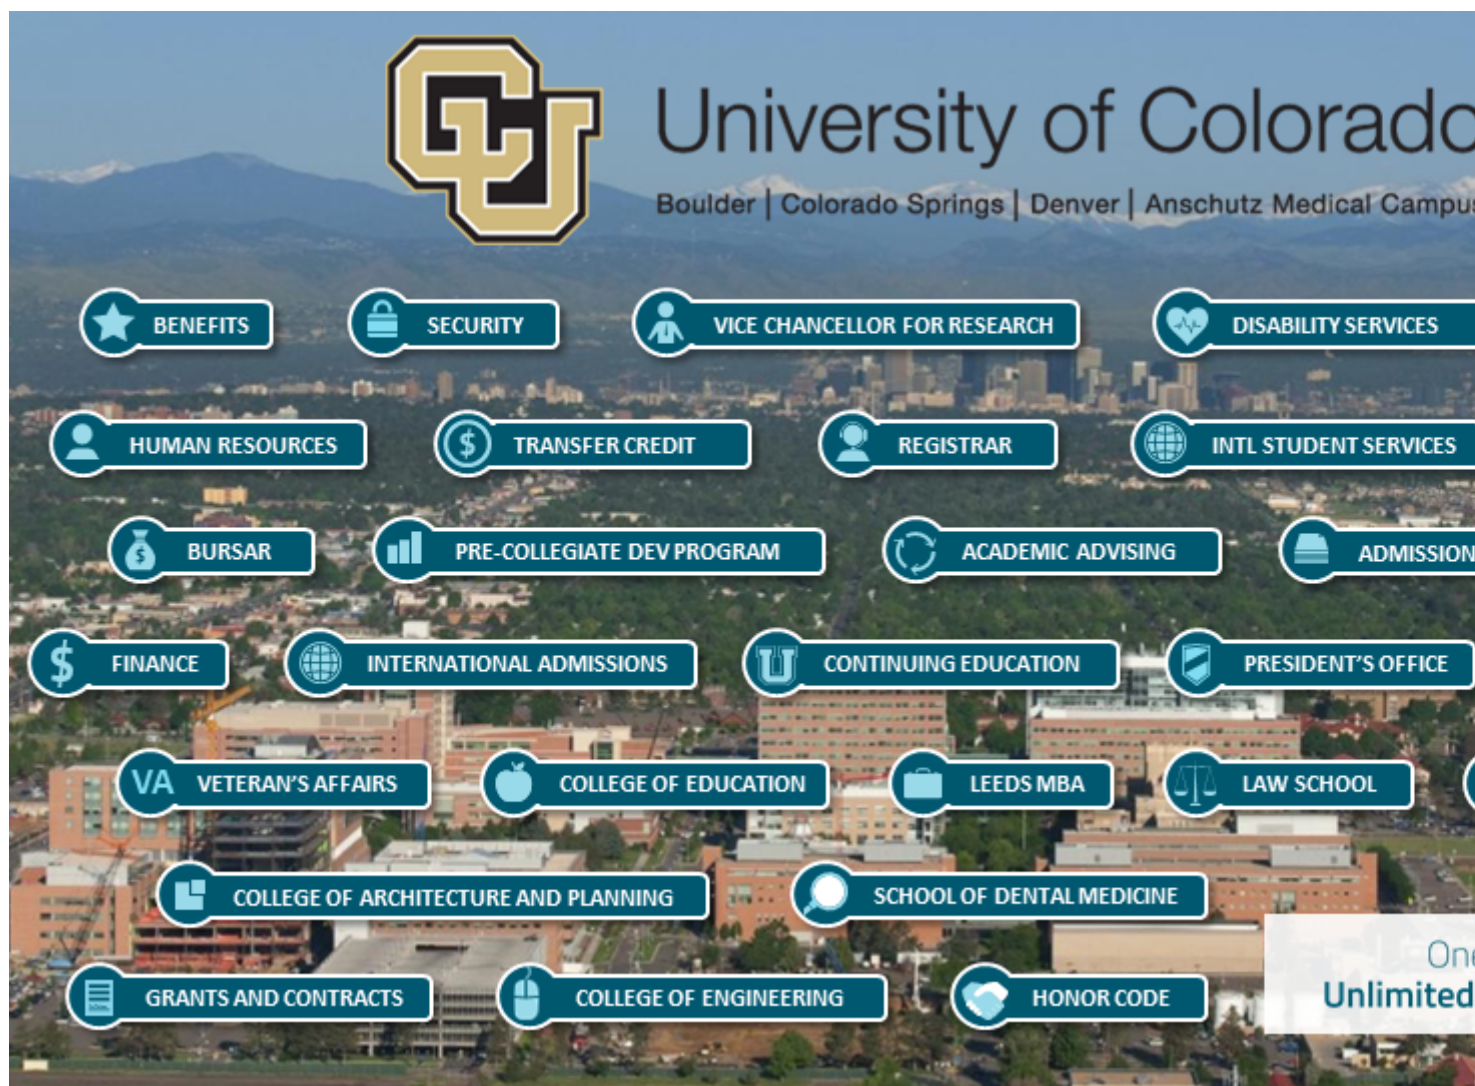 CU
University of Colorado
Boulder | Colorado Springs | Denver | Anschutz Medical Campus
BENEFITS
SECURITY
VICE CHANCELLOR FOR RESEARCH
DISABILITY SERVICES
HUMAN RESOURCES
TRANSFER CREDIT
REGISTRAR
INTL STUDENT SERVICES
BURSAR
PRE-COLLEGIATE DEV PROGRAM
ACADEMIC ADVISING
ADMISSION
FINANCE
INTERNATIONAL ADMISSIONS
CONTINUING EDUCATION
PRESIDENT'S OFFICE
VA VETERAN'S AFFAIRS
COLLEGE OF EDUCATION
LEEDS MBA
LAW SCHOOL
COLLEGE OF ARCHITECTURE AND PLANNING
SCHOOL OF DENTAL MEDICINE
GRANTS AND CONTRACTS
COLLEGE OF ENGINEERING
HONOR CODE
One
Unlimited